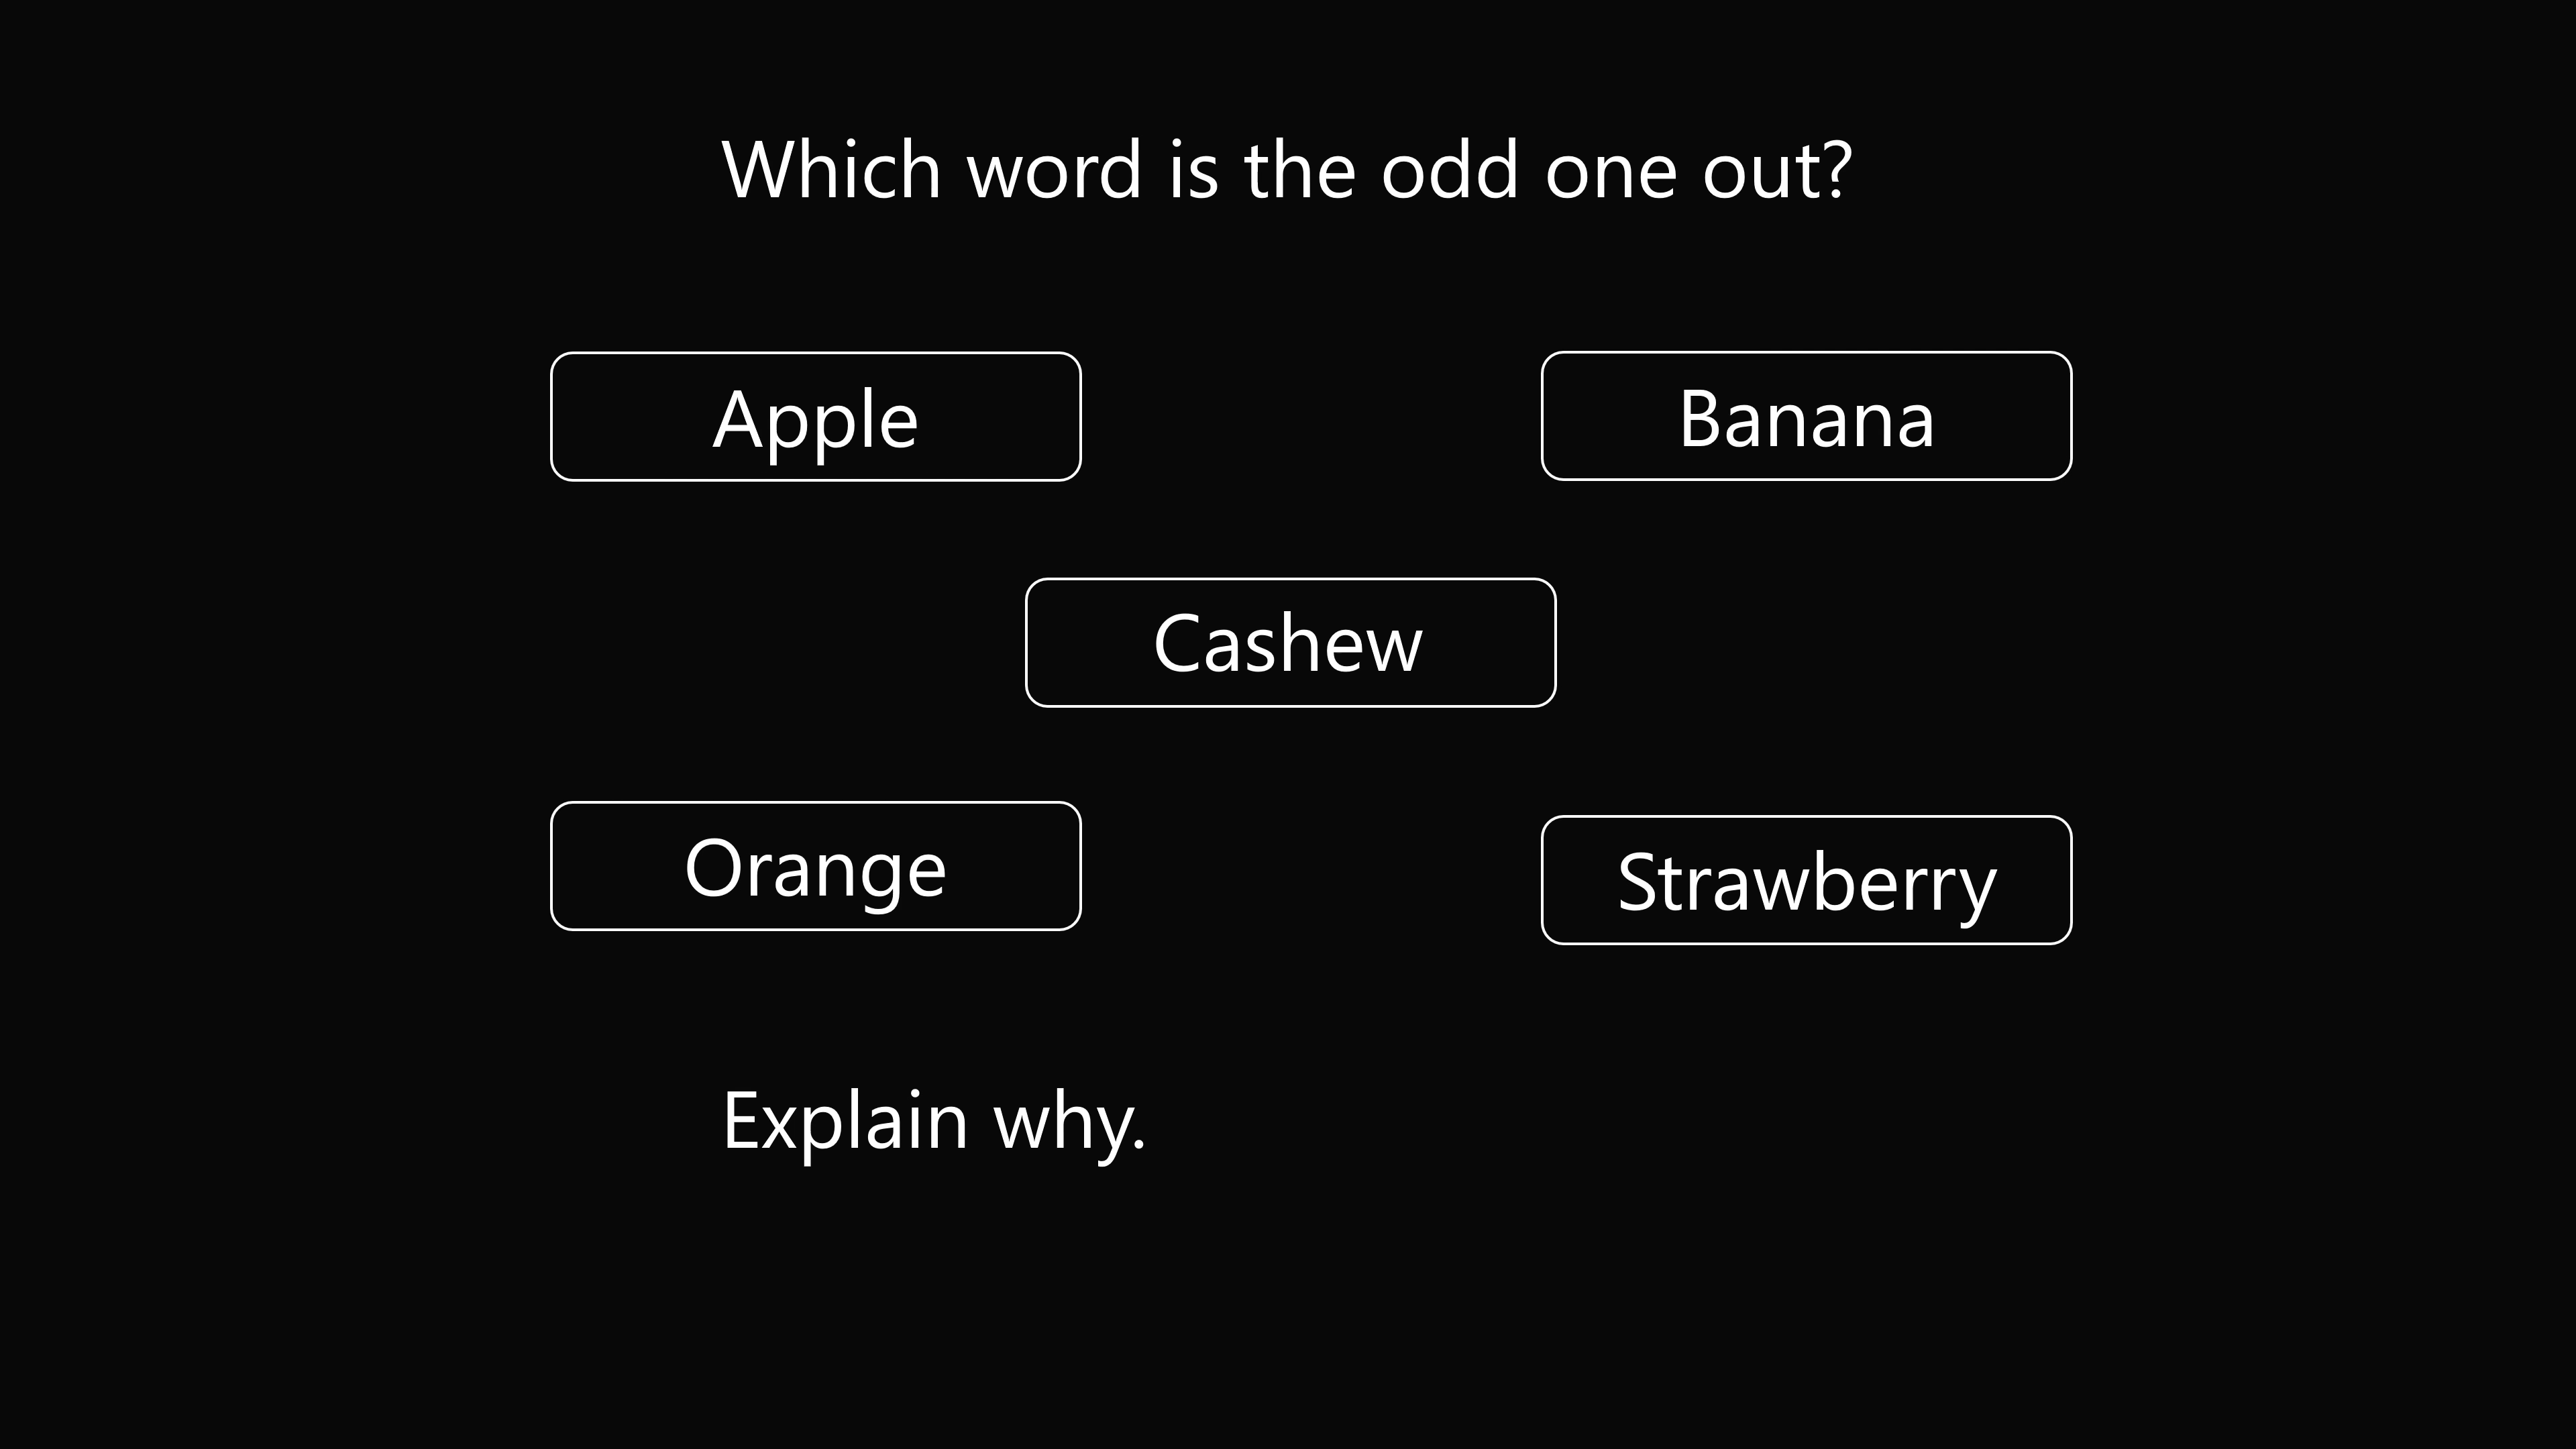 Which word is the odd one out?
Apple
Banana
Cashew
Orange
Strawberry
Explain why.